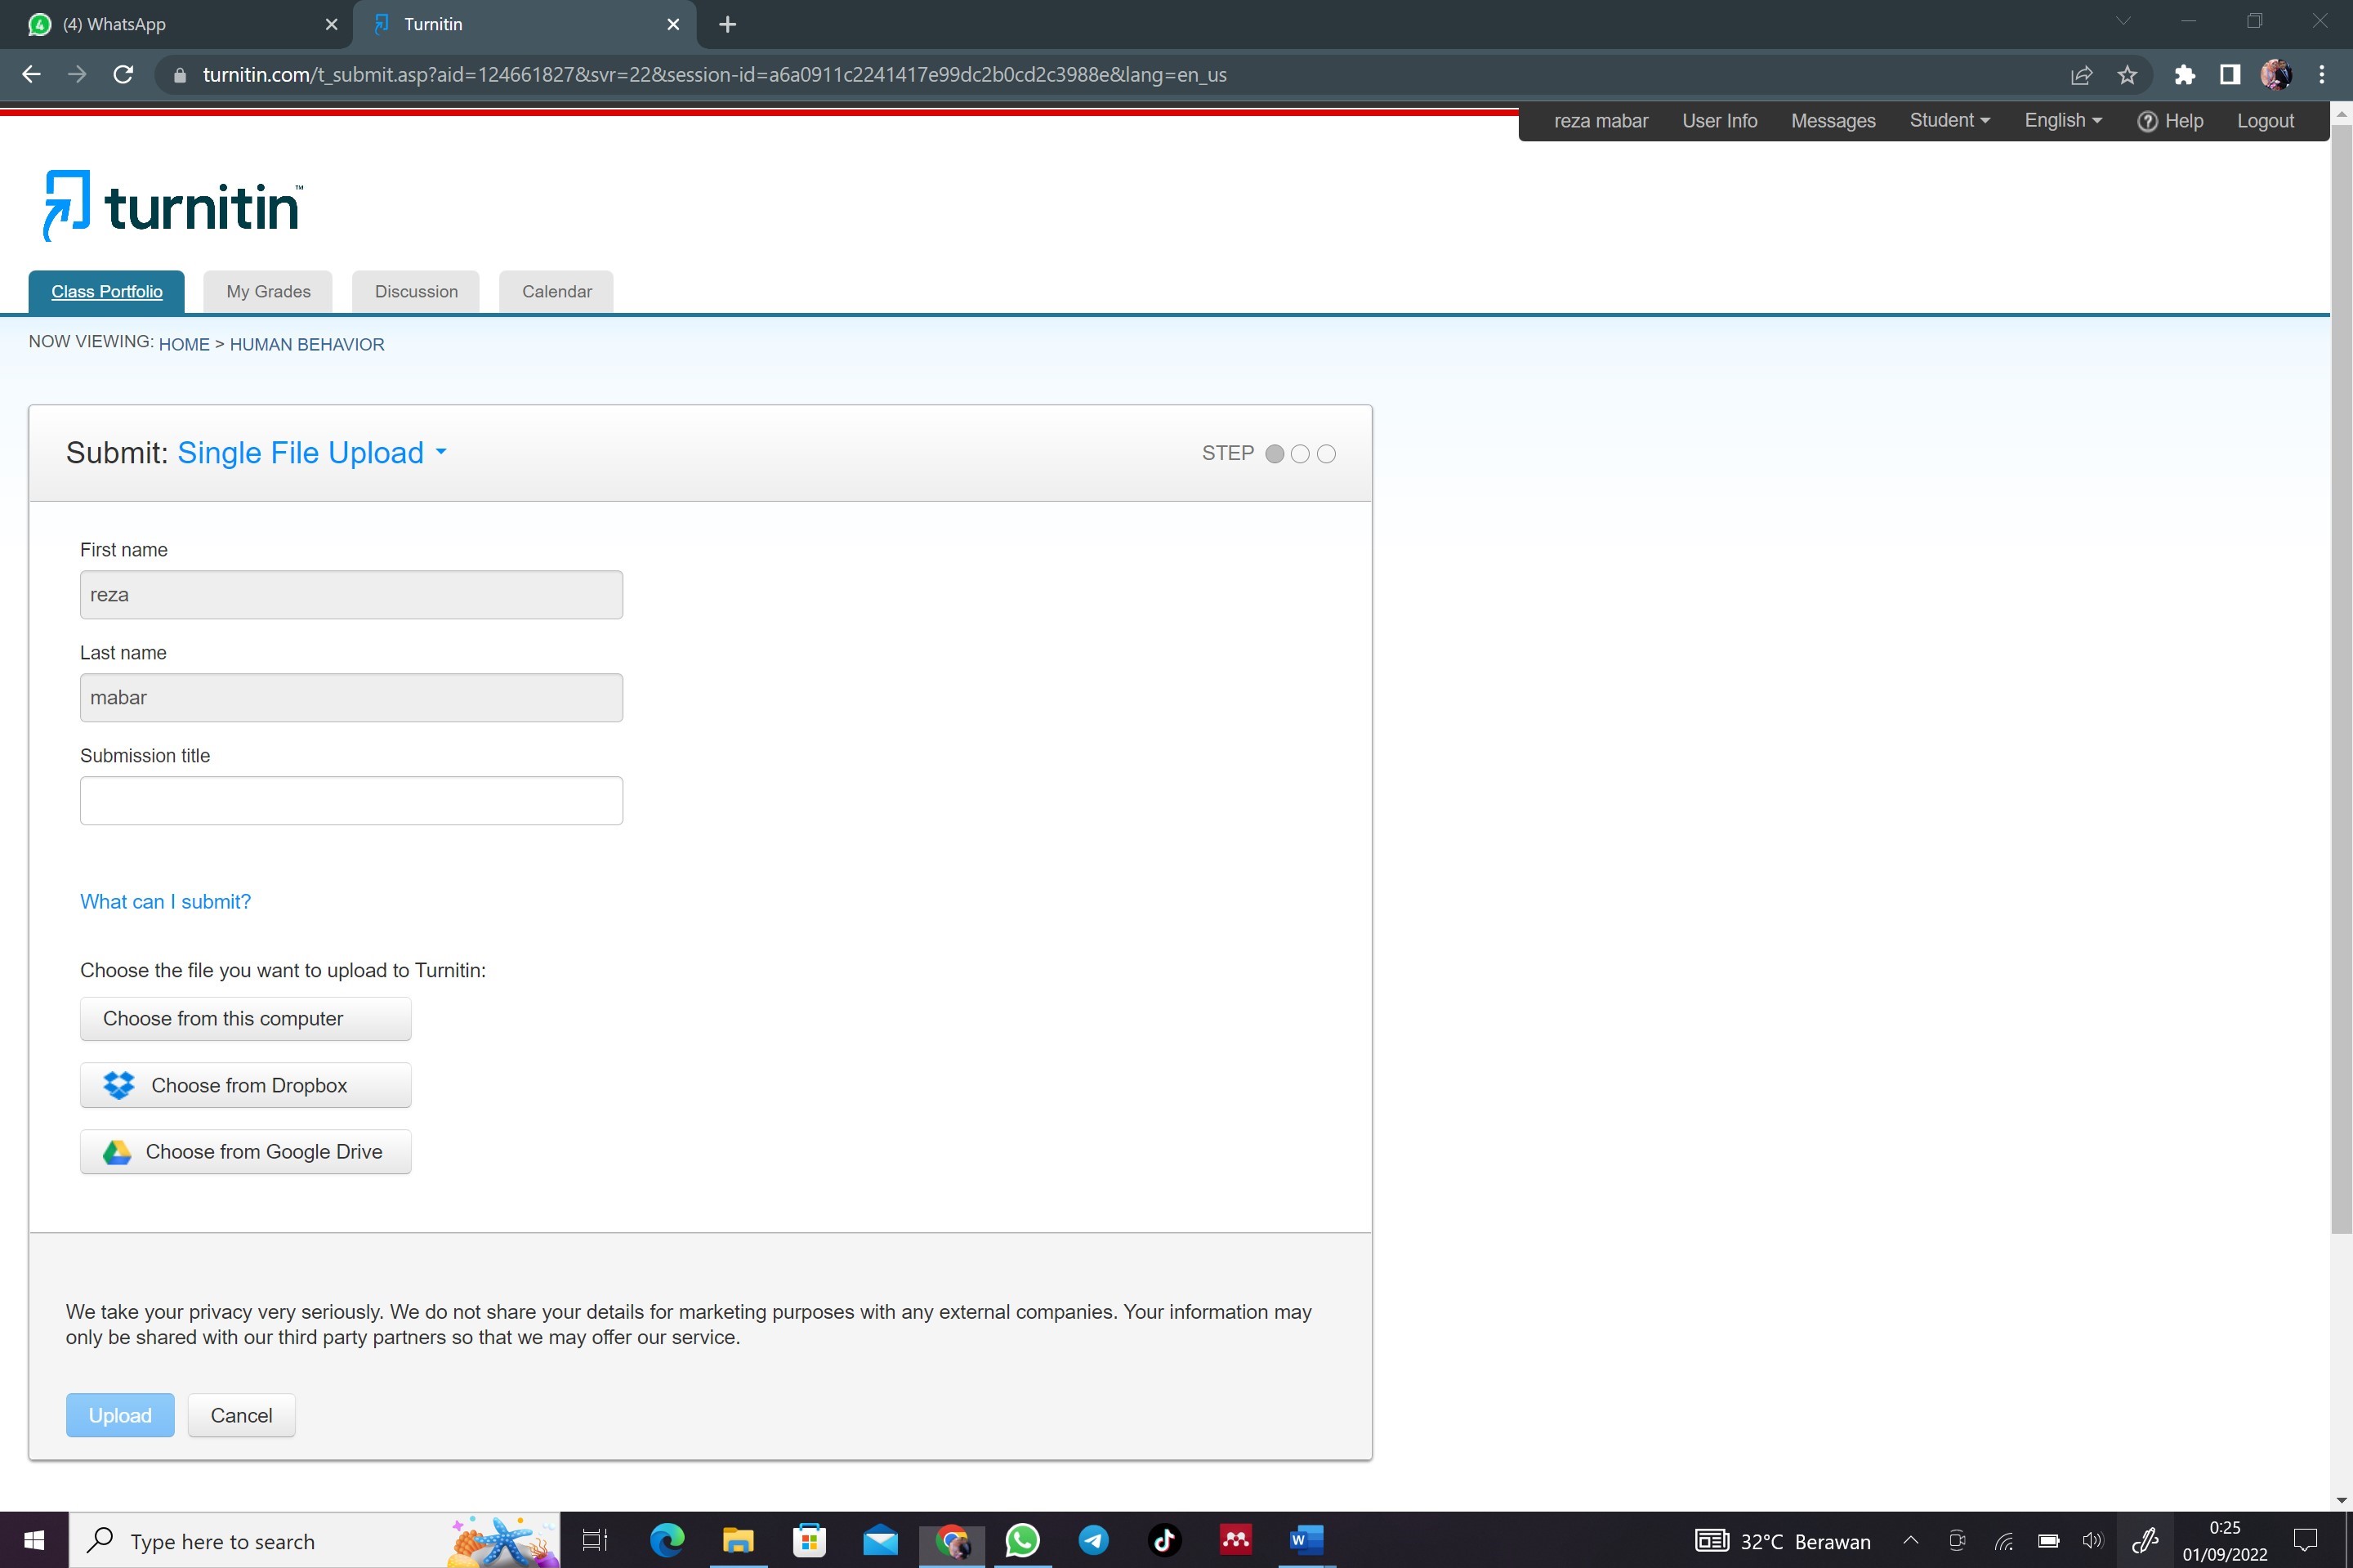 (4) WhatsApp
Turnitin
turnitin.com/t_submit.asp?aid=124661827&svr=22&session-id=a6a0911c2241417e99dc2b0cd2c3988e&lang=en_us
reza mabar User Info Messages Student English Help Logout
turnitin™
Class Portfolio My Grades Discussion Calendar
NOW VIEWING: HOME > HUMAN BEHAVIOR
Submit: Single File Upload
STEP
First name
reza
Last name
mabar
Submission title
What can I submit?
Choose the file you want to upload to Turnitin:
Choose from this computer
Choose from Dropbox
Choose from Google Drive
We take your privacy very seriously. We do not share your details for marketing purposes with any external companies. Your information may
only be shared with our third party partners so that we may offer our service.
Upload Cancel
Type here to search
32°C Berawan
0:25
01/09/2022